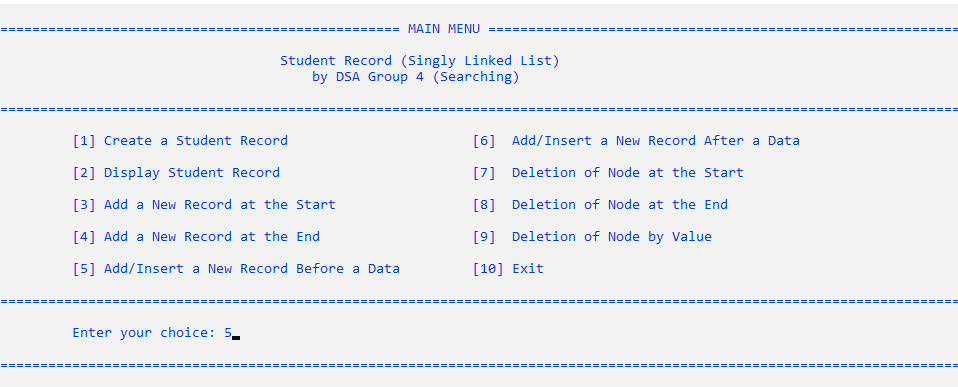 ================================================== MAIN MENU ===========================================================
Student Record (Singly Linked List)
by DSA Group 4 (Searching)
========================================================================================================================
[1] Create a Student Record [6] Add/Insert a New Record After a Data
[2] Display Student Record [7] Deletion of Node at the Start
[3] Add a New Record at the Start [8] Deletion of Node at the End
[4] Add a New Record at the End [9] Deletion of Node by Value
[5] Add/Insert a New Record Before a Data [10] Exit
========================================================================================================================
Enter your choice: 5
========================================================================================================================